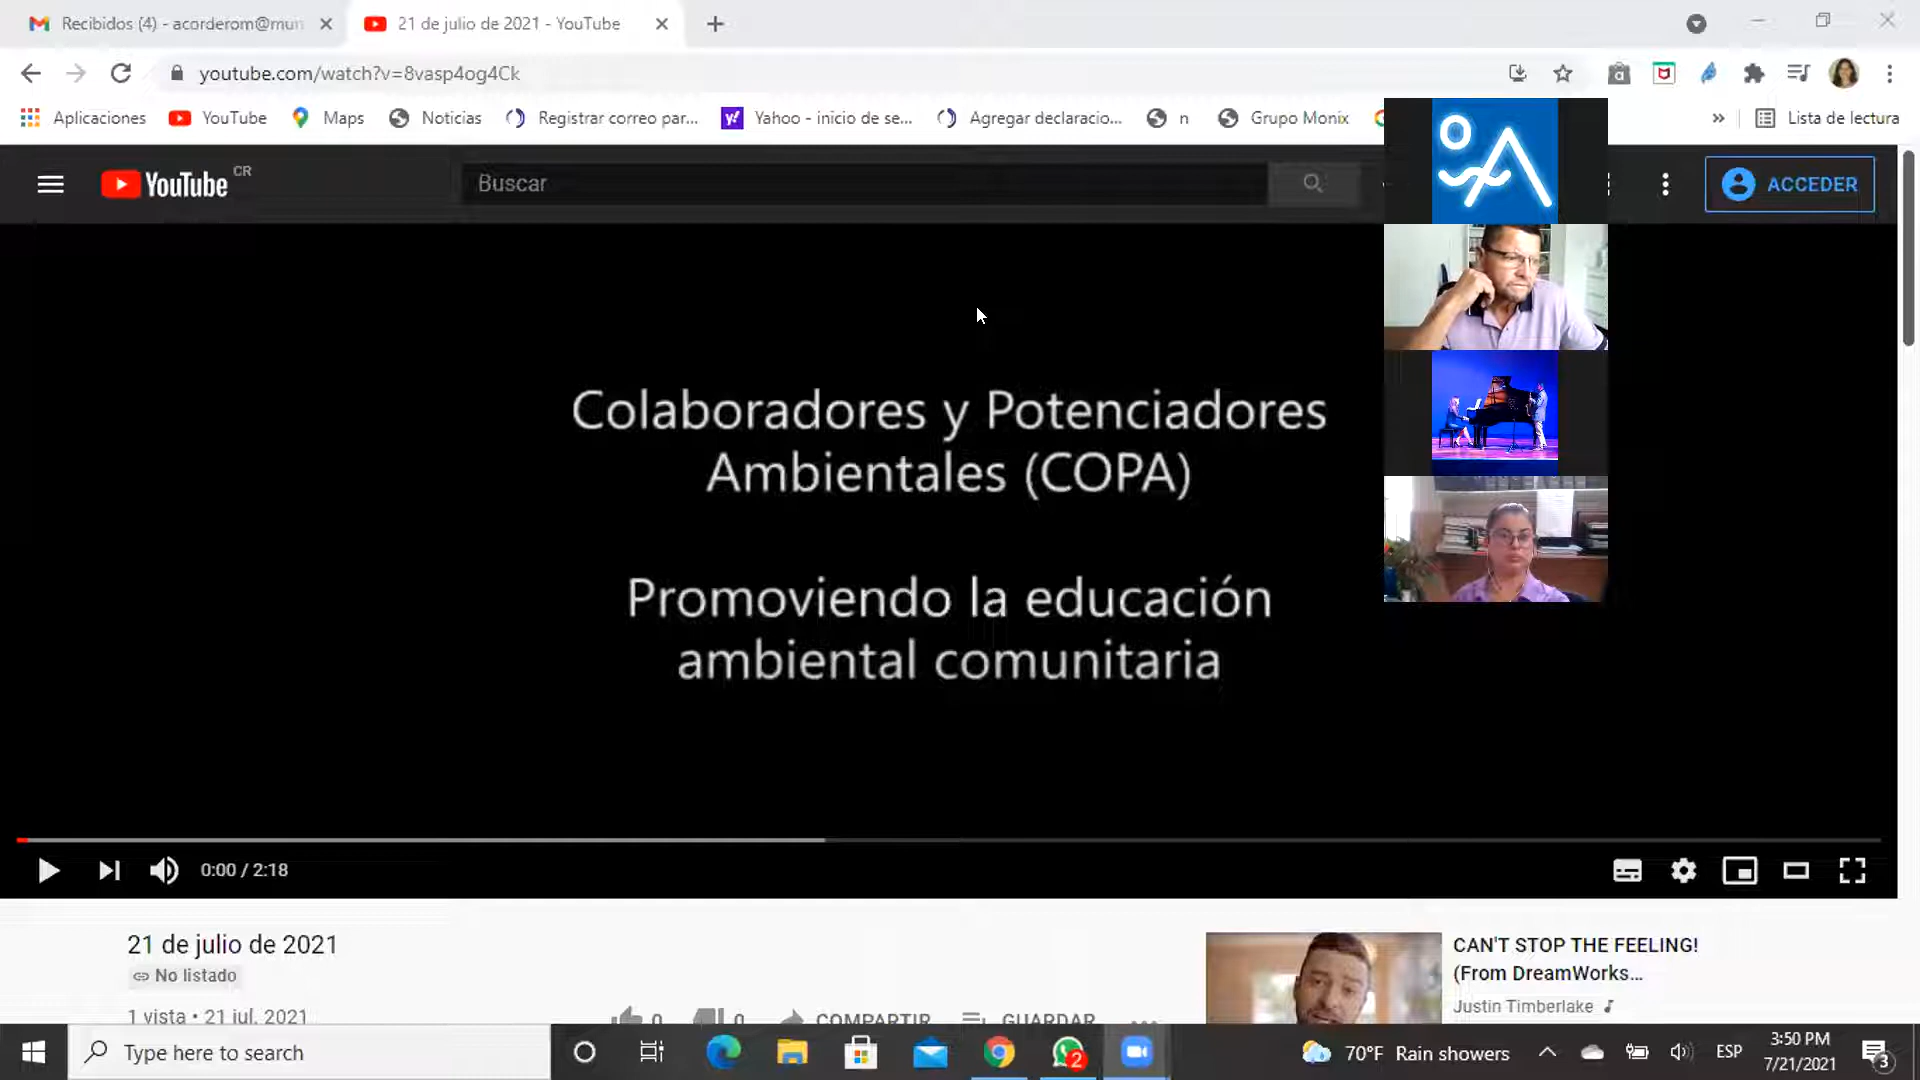 Recibidos (4) - acorderom@mun
21 de julio de 2021 - YouTube
youtube.com/watch?v=8vasp4og4Ck
Aplicaciones
YouTube
Maps
Noticias
Registrar correo par...
Yahoo - inicio de se...
Agregar declaracio...
n
Grupo Monix
Lista de lectura
YouTube CR
Buscar
ACCEDER
Colaboradores y Potenciadores
Ambientales (COPA)
Promoviendo la educación
ambiental comunitaria
0:00 / 2:18
21 de julio de 2021
No listado
1 vista • 21 jul. 2021
0
0
COMPARTIR
GUARDAR
CAN'T STOP THE FEELING!
(From DreamWorks...
Justin Timberlake
Type here to search
2
70°F Rain showers
ESP
3:50 PM
7/21/2021
3